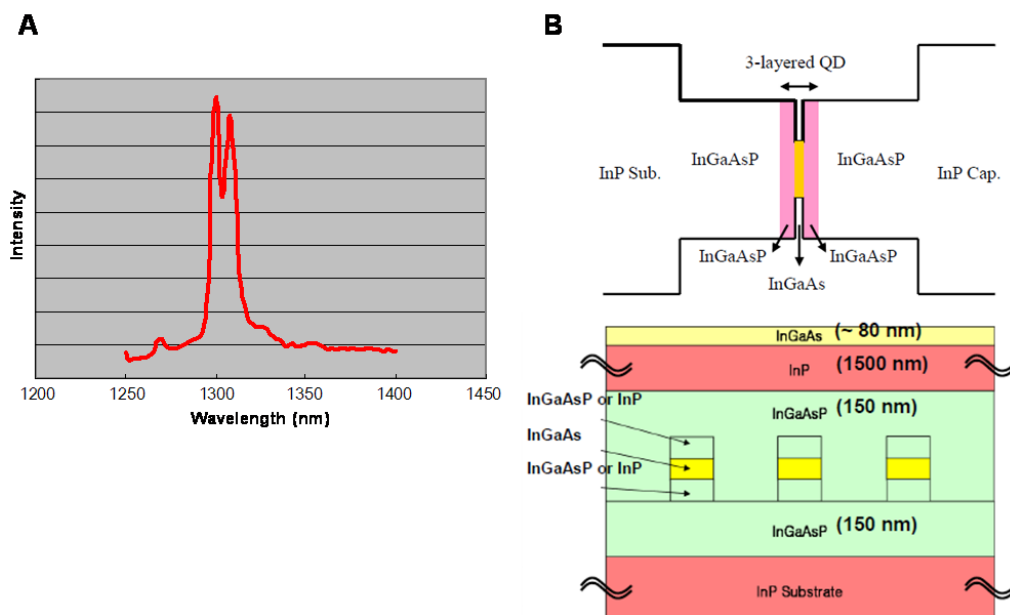 A
Intensity
1200
1250
1300
1350
1400
1450
Wavelength (nm)
B
3-layered QD
InP Sub.
InGaAsP
InGaAsP
InP Cap.
InGaAsP
InGaAsP
InGaAs
InGaAs (~ 80 nm)
InP (1500 nm)
InGaAsP or InP
InGaAsP (150 nm)
InGaAs
InGaAsP or InP
InGaAsP (150 nm)
InP Substrate